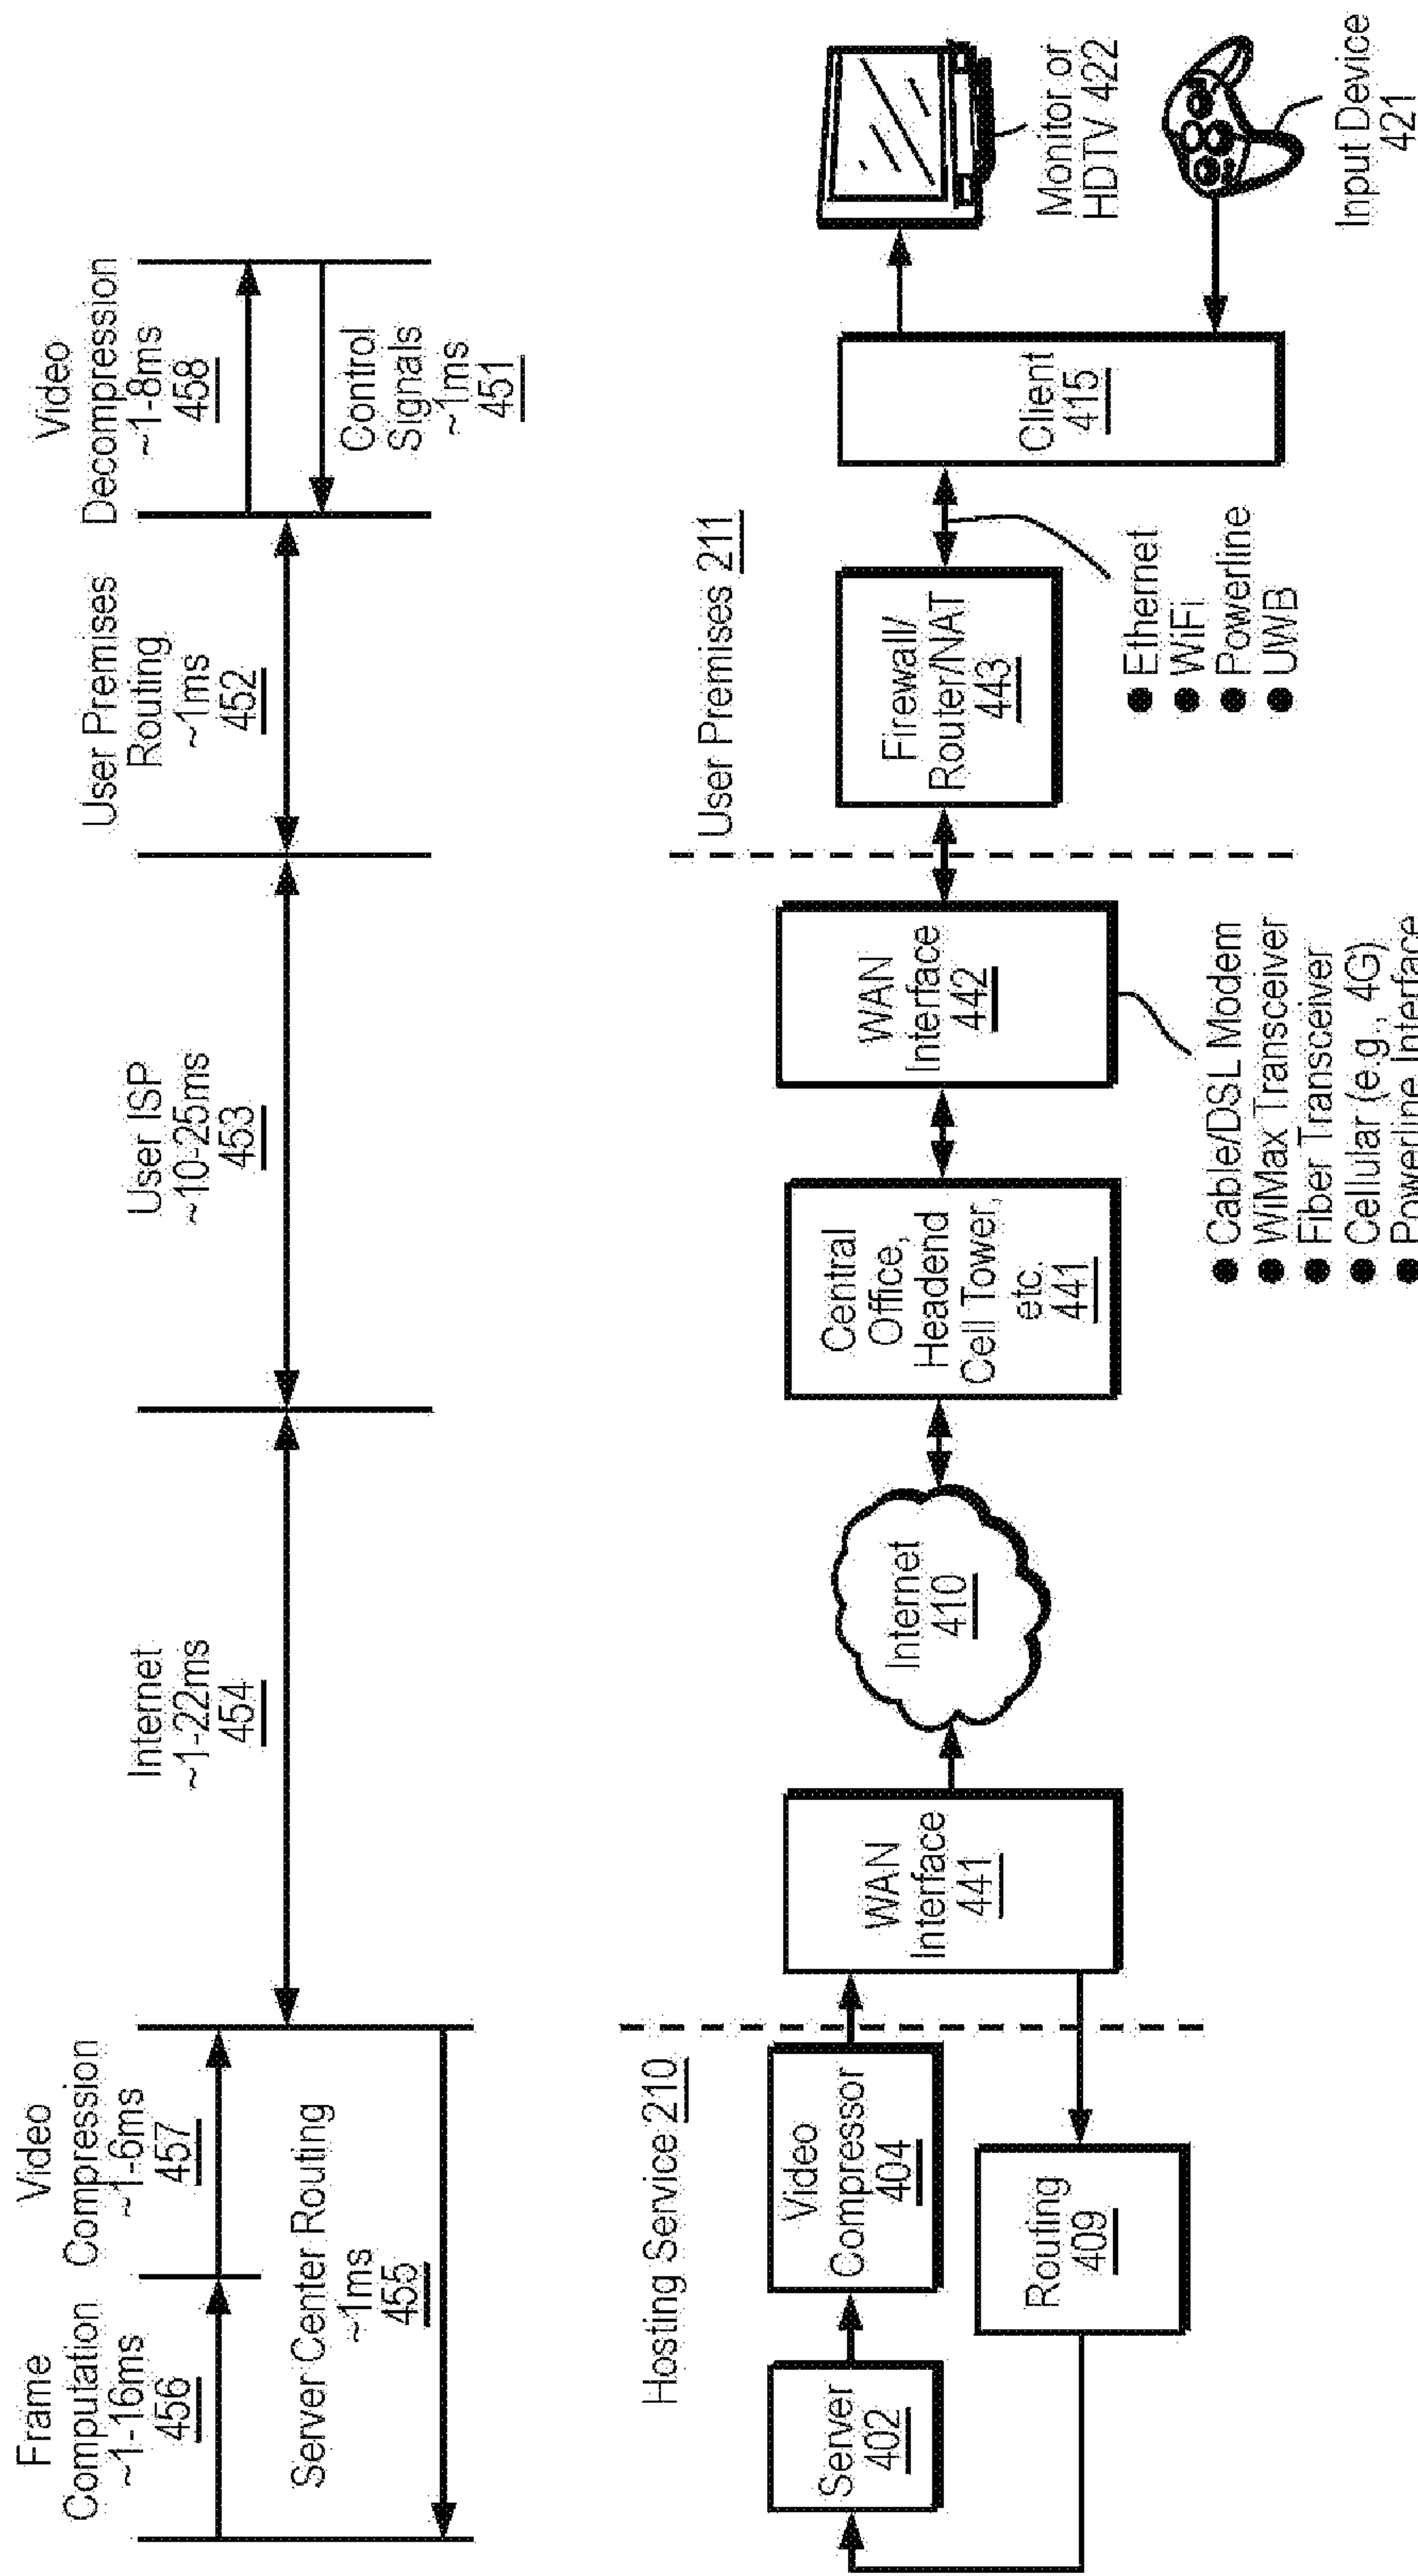 Frame
Computation
~1-16ms
456
Video
Compression
~1-6ms
457
Server Center Routing
~1ms
455
Internet
~1-22ms
454
User ISP
~10-25ms
453
User Premises
Routing
~1ms
452
Video
Decompression
~1-8ms
458
Control
Signals
~1ms
451
Hosting Service 210
Server
402
Video
Compressor
404
Routing
409
WAN
Interface
441
Internet
410
Central
Office,
Headend
Cell Tower,
etc.
441
WAN
Interface
442
● Cable/DSL Modem
● WiMax Transceiver
● Fiber Transceiver
● Cellular (e.g., 4G)
● Powerline Interface
User Premises 211
Firewall/
Router/NAT
443
● Ethernet
● WiFi
● Powerline
● UWB
Client
415
Monitor or
HDTV 422
Input Device
421